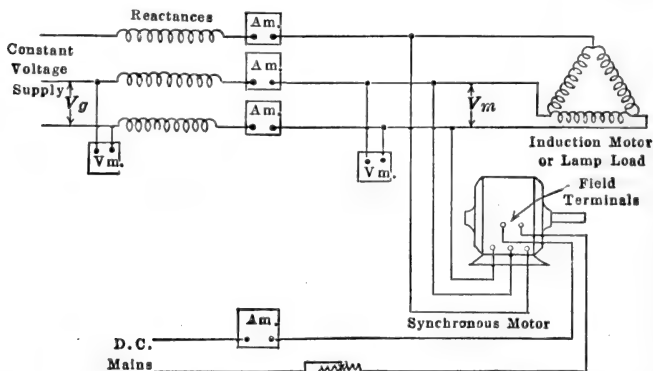 Reactances
Am.
Constant
Voltage
Supply
Vg
Am.
Am.
Vm.
Vm.
Vm
Induction Motor
or Lamp Load
Field
Terminals
Synchronous Motor
Am.
D.C.
Mains